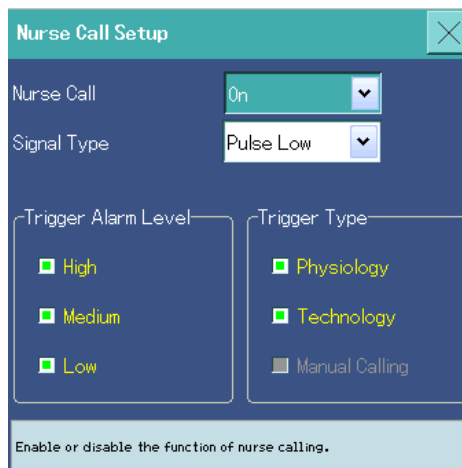 Nurse Call Setup
Nurse Call On
Signal Type Pulse Low
Trigger Alarm Level
High
Medium
Low
Trigger Type
Physiology
Technology
Manual Calling
Enable or disable the function of nurse calling.